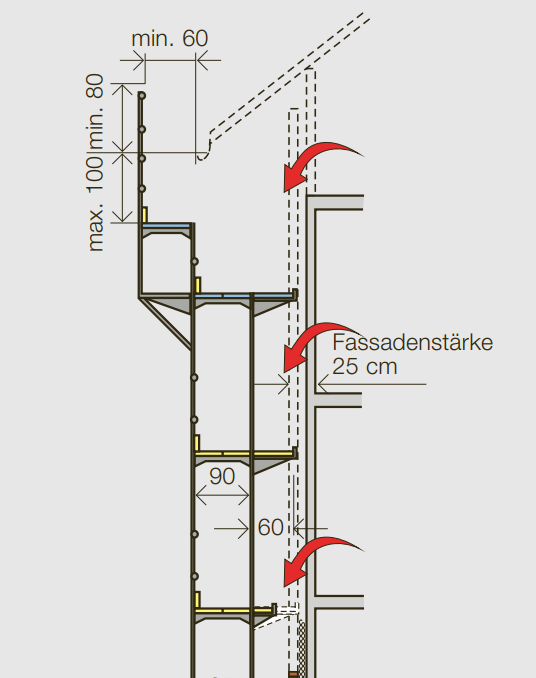 min. 60
min. 80
max. 100
Fassadenstärke
25 cm
90
60